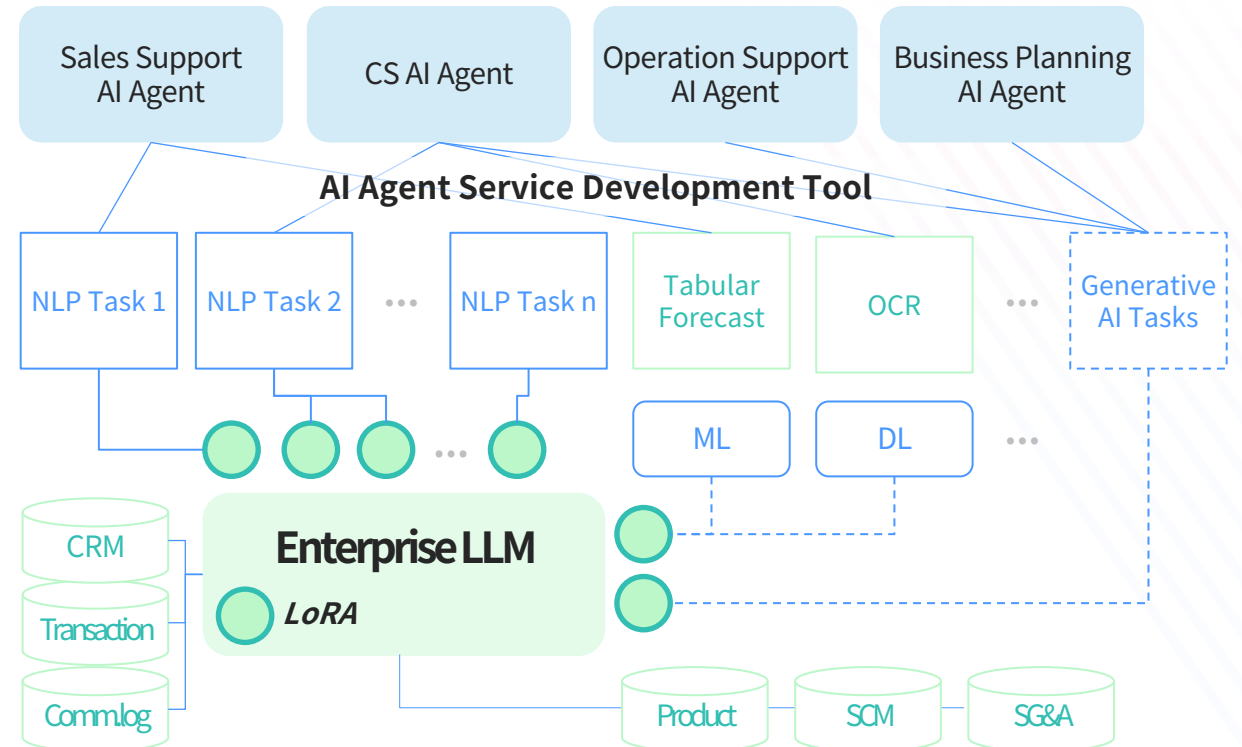 Sales Support
AI Agent
CS AI Agent
Operation Support
AI Agent
Business Planning
AI Agent
AI Agent Service Development Tool
NLP Task 1
NLP Task 2
...
NLP Task n
Tabular
Forecast
OCR
...
Generative
AI Tasks
...
ML
DL
...
CRM
Transaction
Comm.log
Enterprise LLM
LoRA
Product
SCM
SG&A